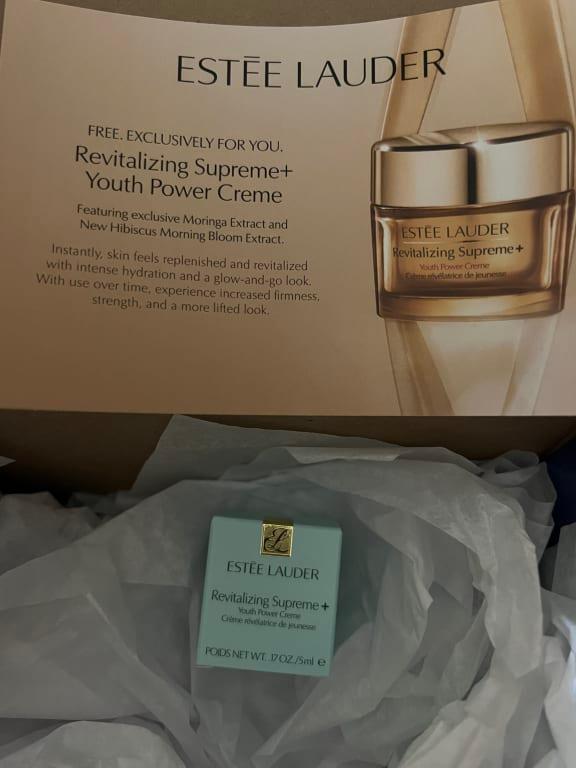 ESTĒE LAUDER
FREE. EXCLUSIVELY FOR YOU.
Revitalizing Supreme+
Youth Power Creme
Featuring exclusive Moringa Extract and
New Hibiscus Morning Bloom Extract.
Instantly, skin feels replenished and revitalized
with intense hydration and a glow-and-go look.
With use over time, experience increased firmness,
strength, and a more lifted look.
ESTĒE LAUDER
Revitalizing Supreme+
Youth Power Creme
Crème révélatrice de jeunesse
ESTĒE LAUDER
Revitalizing Supreme+
Youth Power Creme
Crème révélatrice de jeunesse
POIDS NET WT. .17 OZ./5ml e